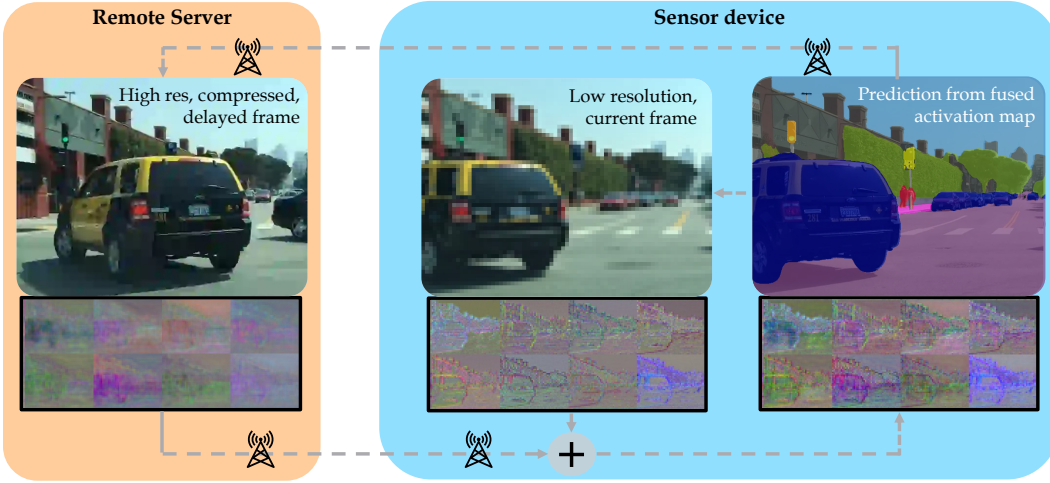 Remote Server
Sensor device
High res, compressed,
delayed frame
Low resolution,
current frame
Prediction from fused
activation map
+